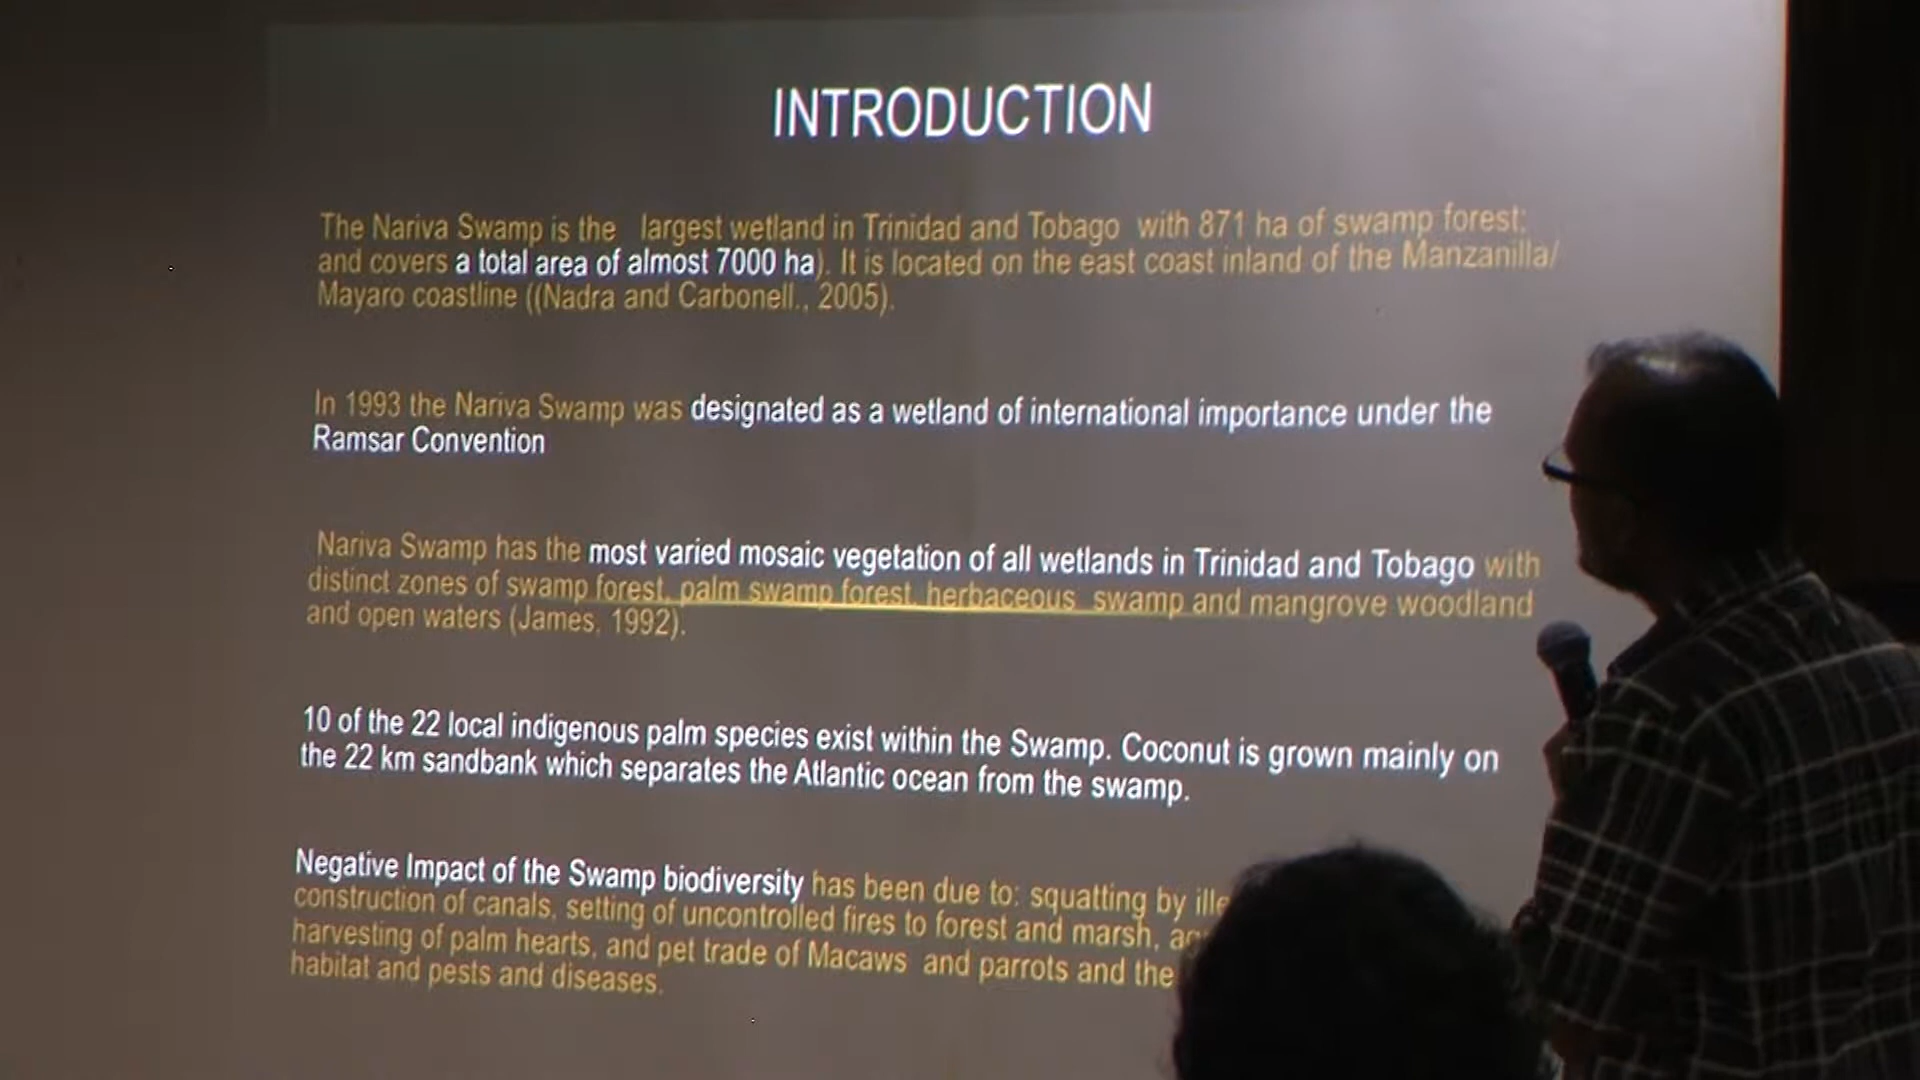 INTRODUCTION
The Nariva Swamp is the largest wetland in Trinidad and Tobago with 871 ha of swamp forest;
and covers a total area of almost 7000 ha). It is located on the east coast inland of the Manzanilla/
Mayaro coastline ((Nadra and Carbonell., 2005).
In 1993 the Nariva Swamp was designated as a wetland of international importance under the
Ramsar Convention
Nariva Swamp has the most varied mosaic vegetation of all wetlands in Trinidad and Tobago with
distinct zones of swamp forest, palm swamp forest, herbaceous swamp and mangrove woodland
and open waters (James, 1992).
10 of the 22 local indigenous palm species exist within the Swamp. Coconut is grown mainly on
the 22 km sandbank which separates the Atlantic ocean from the swamp.
Negative Impact of the Swamp biodiversity has been due to: squatting by
construction of canals, setting of uncontrolled fires to forest and marsh,
harvesting of palm hearts, and pet trade of Macaws and parrots and the
habitat and pests and diseases.